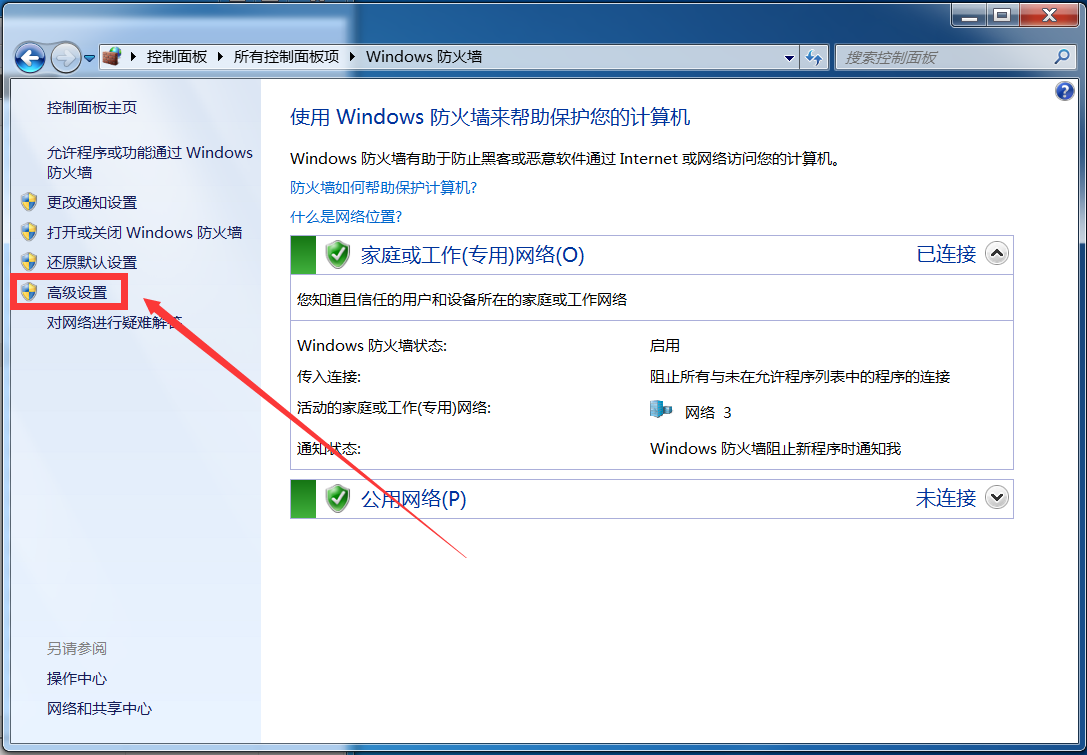 控制面板 ▸ 所有控制面板项 ▸ Windows 防火墙
搜索控制面板
控制面板主页
允许程序或功能通过 Windows
防火墙
更改通知设置
打开或关闭 Windows 防火墙
还原默认设置
高级设置
对网络进行疑难解答
另请参阅
操作中心
网络和共享中心
使用 Windows 防火墙来帮助保护您的计算机
Windows 防火墙有助于防止黑客或恶意软件通过 Internet 或网络访问您的计算机。
防火墙如何帮助保护计算机?
什么是网络位置?
家庭或工作(专用)网络(O) 已连接
您知道且信任的用户和设备所在的家庭或工作网络
Windows 防火墙状态: 启用
传入连接: 阻止所有与未在允许程序列表中的程序的连接
活动的家庭或工作(专用)网络: 网络 3
通知状态: Windows 防火墙阻止新程序时通知我
公用网络(P) 未连接